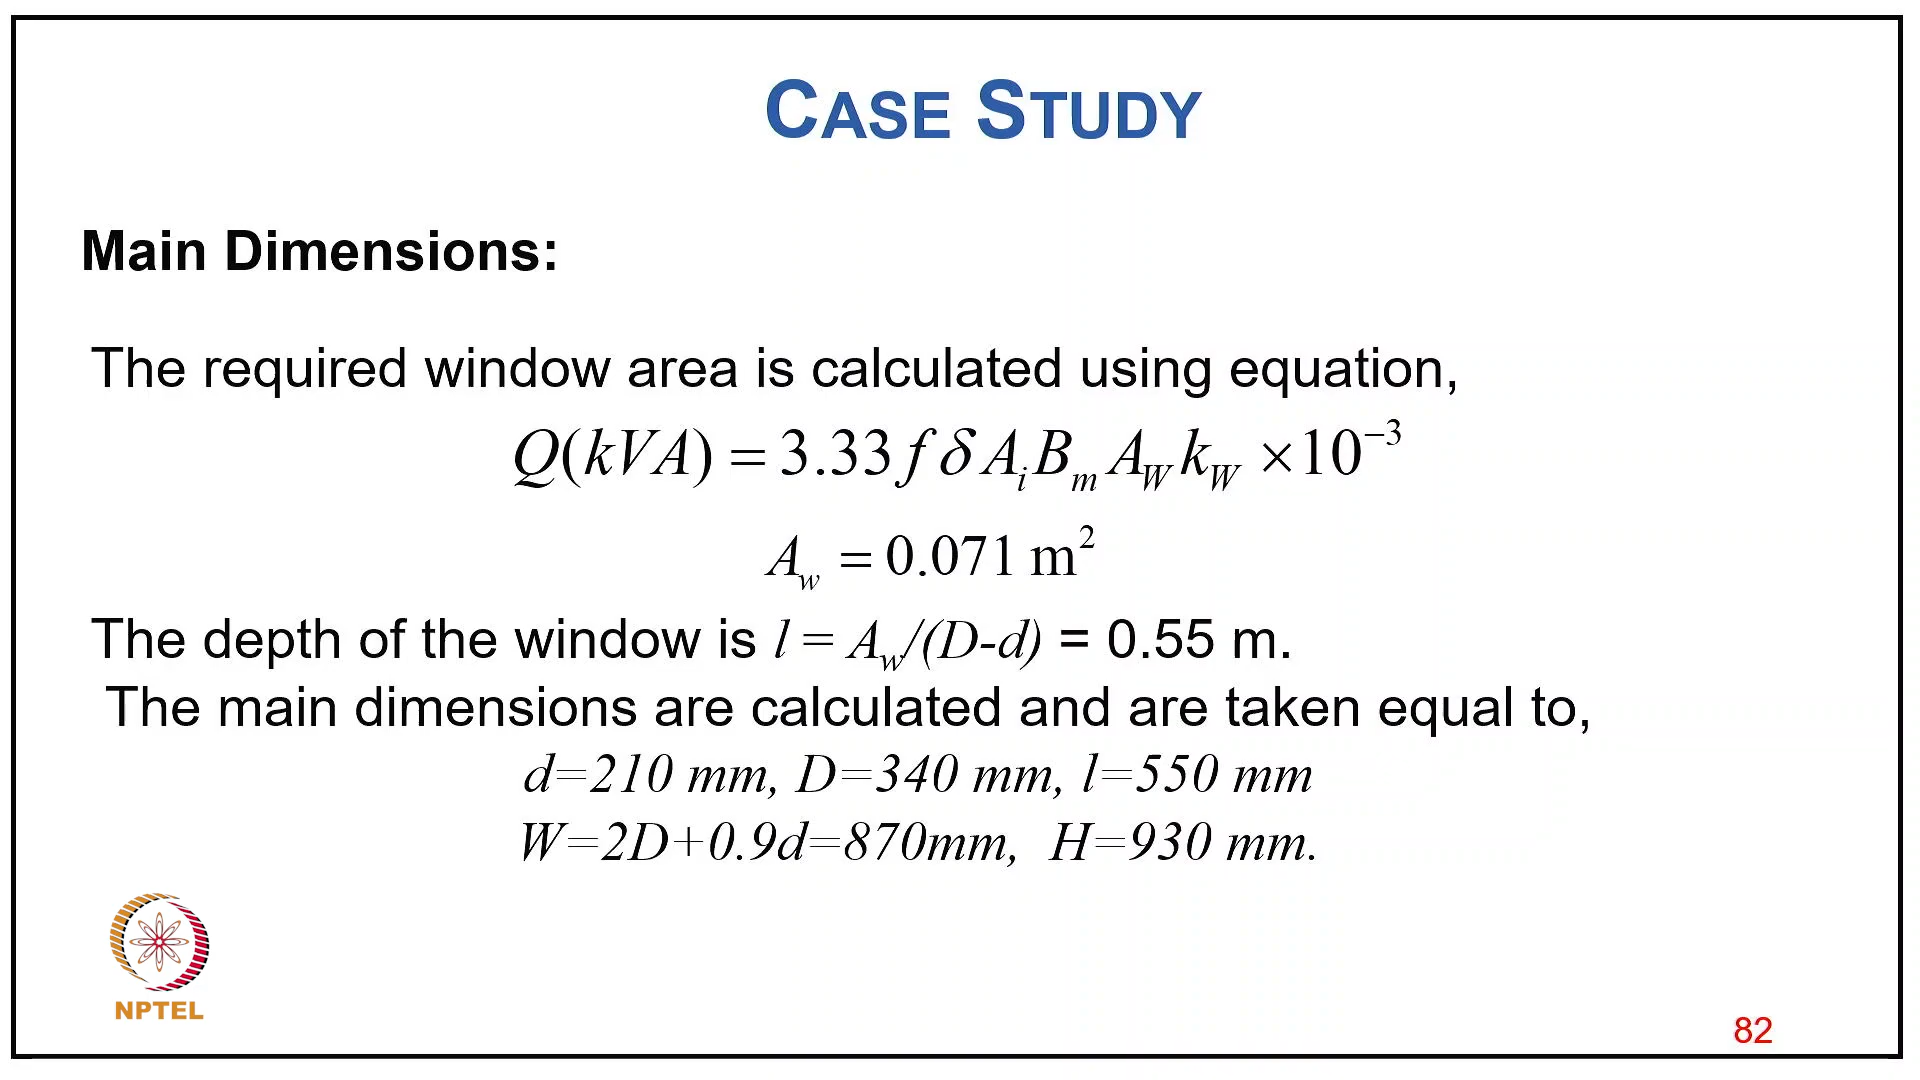 CASE STUDY
Main Dimensions:
The required window area is calculated using equation,
Q(kVA) = 3.33 f δ A_i B_m A_W k_W ×10^−3
A_w = 0.071 m^2
The depth of the window is l = A_w/(D-d) = 0.55 m.
The main dimensions are calculated and are taken equal to,
d=210 mm, D=340 mm, l=550 mm
W=2D+0.9d=870mm, H=930 mm.
NPTEL
82